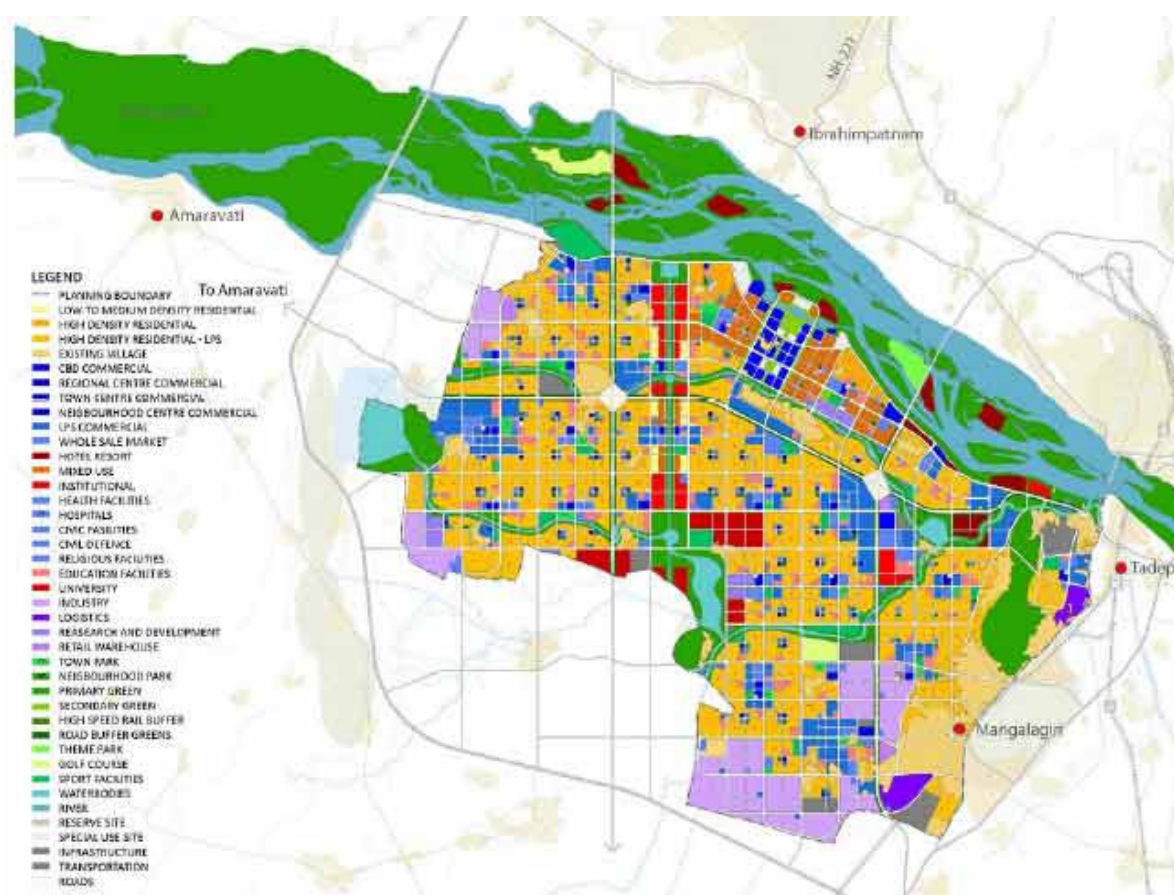 NH-221
Ibrahimpatnam
Amaravati
To Amaravati
LEGEND
PLANNING BOUNDARY
LOW TO MEDIUM DENSITY RESIDENTIAL
HIGH DENSITY RESIDENTIAL
HIGH DENSITY RESIDENTIAL - LPS
EXISTING VILLAGE
CBD COMMERCIAL
REGIONAL CENTRE COMMERCIAL
TOWN CENTRE COMMERCIAL
NEIGBOURHOOD CENTRE COMMERCIAL
LPS COMMERCIAL
WHOLE SALE MARKET
HOTEL RESORT
MIXED USE
INSTITUTIONAL
HEALTH FACILITIES
HOSPITALS
CIVIC FASILITIES
CIVIL DEFENCE
RELIGIOUS FACILITIES
EDUCATION FACILITIES
UNIVERSITY
INDUSTRY
LOGISTICS
REASEARCH AND DEVELOPMENT
RETAIL WAREHOUSE
TOWN PARK
NEIGBOURHOOD PARK
PRIMARY GREEN
SECONDARY GREEN
HIGH SPEED RAIL BUFFER
ROAD BUFFER GREENS
THEME PARK
GOLF COURSE
SPORT FACILITIES
WATERBODIES
RIVER
RESERVE SITE
SPECIAL USE SITE
INFRASTRUCTURE
TRANSPORTATION
ROADS
Tadep
Mangalagiri